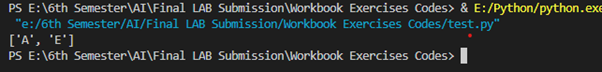 PS E:\6th Semester\AI\Final LAB Submission\Workbook Exercises Codes> & E:/Python/python.exe
"e:/6th Semester/AI/Final LAB Submission/Workbook Exercises Codes/test.py"
['A', 'E']
PS E:\6th Semester\AI\Final LAB Submission\Workbook Exercises Codes>